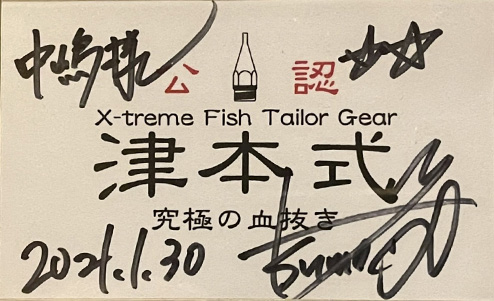 中嶋様
公認
X-treme Fish Tailor Gear
津本式
究極の血抜き
2021.1.30